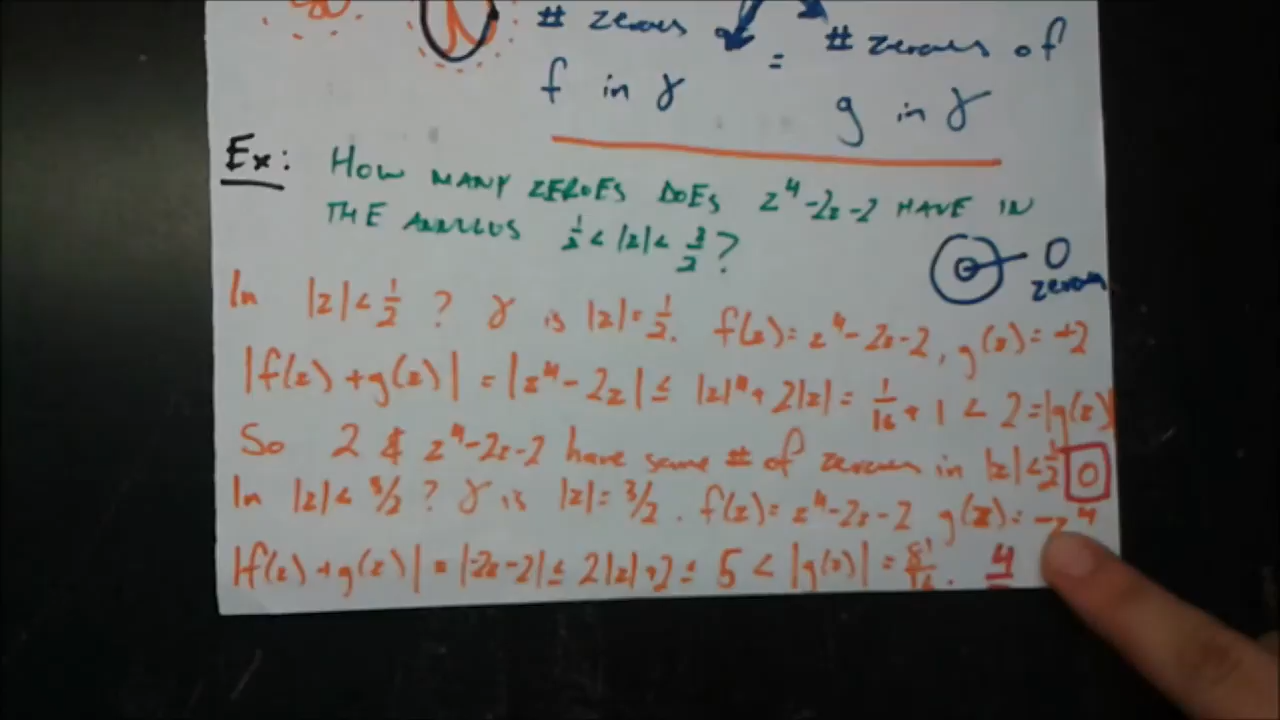 # zeroes = # zeroes of
f in γ g in γ
Ex: HOW MANY ZEROES DOES z⁴-2z-2 HAVE IN
THE ANNULUS 1/2 < |z| < 3/2 ?
0
zeroes
In |z| < 1/2 ? γ is |z| = 1/2. f(z) = z⁴-2z-2, g(z) = +2
|f(z)+g(z)| = |z⁴-2z| ≤ |z|⁴+2|z| = 1/16 + 1 < 2 = |g(z)|
So 2 & z⁴-2z-2 have same # of zeroes in |z| < 1/2 0
In |z| < 3/2 ? γ is |z| = 3/2. f(z) = z⁴-2z-2 g(z) = -z⁴
|f(z)+g(z)| = |-2z-2| ≤ 2|z|+2 ≤ 5 < |g(z)| = 81/16. 4